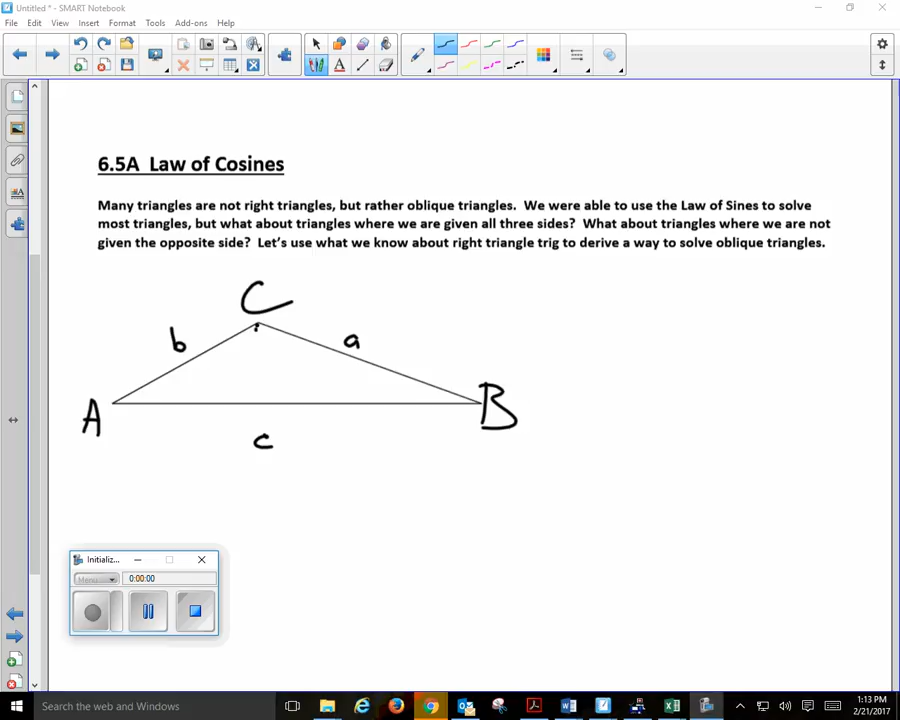 Untitled * - SMART Notebook
File Edit View Insert Format Tools Add-ons Help
6.5A Law of Cosines
Many triangles are not right triangles, but rather oblique triangles. We were able to use the Law of Sines to solve
most triangles, but what about triangles where we are given all three sides? What about triangles where we are not
given the opposite side? Let's use what we know about right triangle trig to derive a way to solve oblique triangles.
C
b a
A B
c
Initializ...
Menu 0:00:00
Search the web and Windows
1:13 PM
2/21/2017